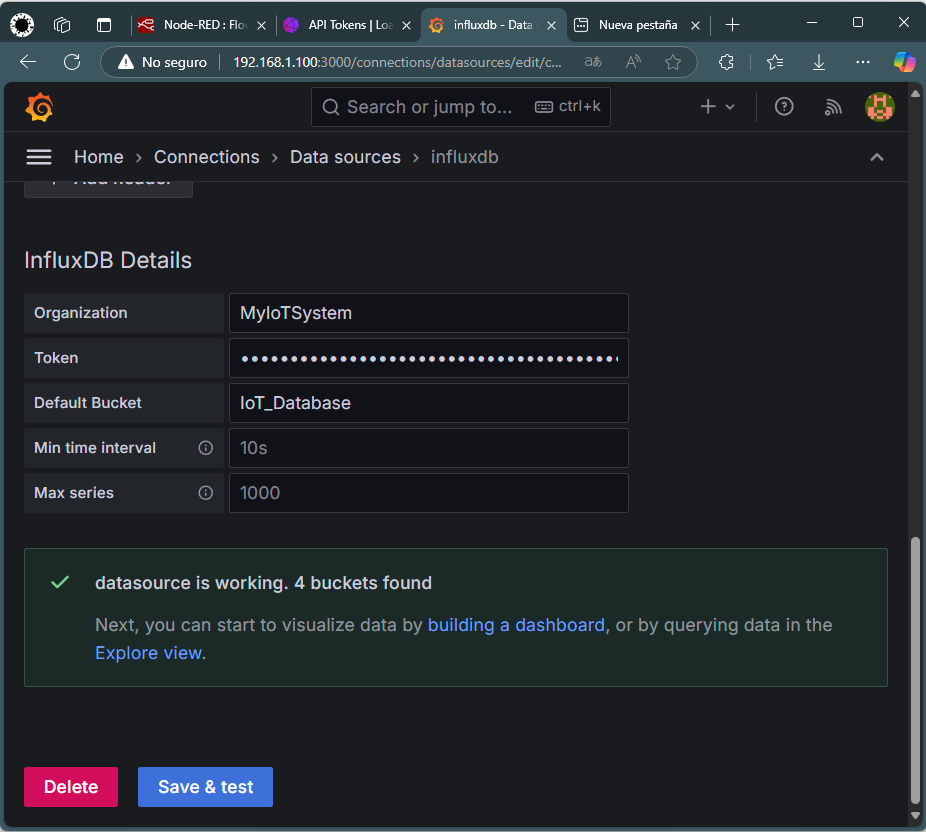 Node-RED : Flo
API Tokens | Loa
influxdb - Data
Nueva pestaña
No seguro
192.168.1.100:3000/connections/datasources/edit/c...
Search or jump to...
ctrl+k
Home › Connections › Data sources › influxdb
Add header
InfluxDB Details
Organization
MyIoTSystem
Token
Default Bucket
IoT_Database
Min time interval
10s
Max series
1000
datasource is working. 4 buckets found
Next, you can start to visualize data by building a dashboard, or by querying data in the
Explore view.
Delete
Save & test